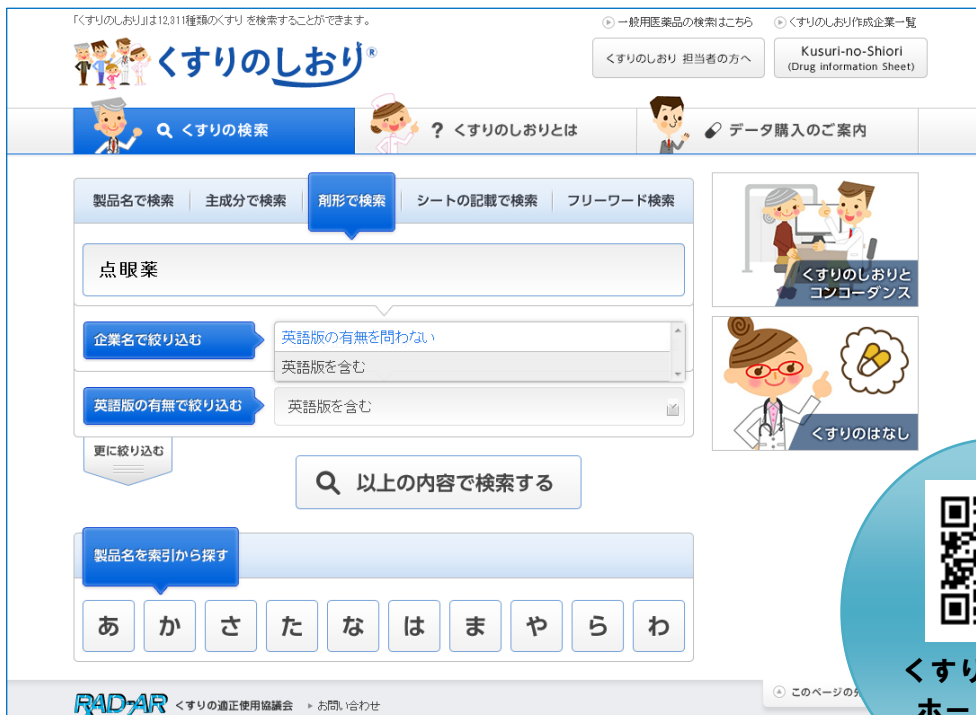 「くすりのしおり」は12,311種類のくすり を検索することができます。
一般用医薬品の検索はこちら
くすりのしおり作成企業一覧
くすりのしおり®
くすりのしおり 担当者の方へ
Kusuri-no-Shiori
(Drug information Sheet)
くすりの検索
? くすりのしおりとは
データ購入のご案内
製品名で検索
主成分で検索
剤形で検索
シートの記載で検索
フリーワード検索
点眼薬
企業名で絞り込む
英語版の有無を問わない
英語版を含む
英語版の有無で絞り込む
英語版を含む
更に絞り込む
以上の内容で検索する
くすりのしおりと
コンコーダンス
くすりのはなし
製品名を索引から探す
あ か さ た な は ま や ら わ
RAD-AR くすりの適正使用協議会
お問い合わせ
このページの
くすり
ホー